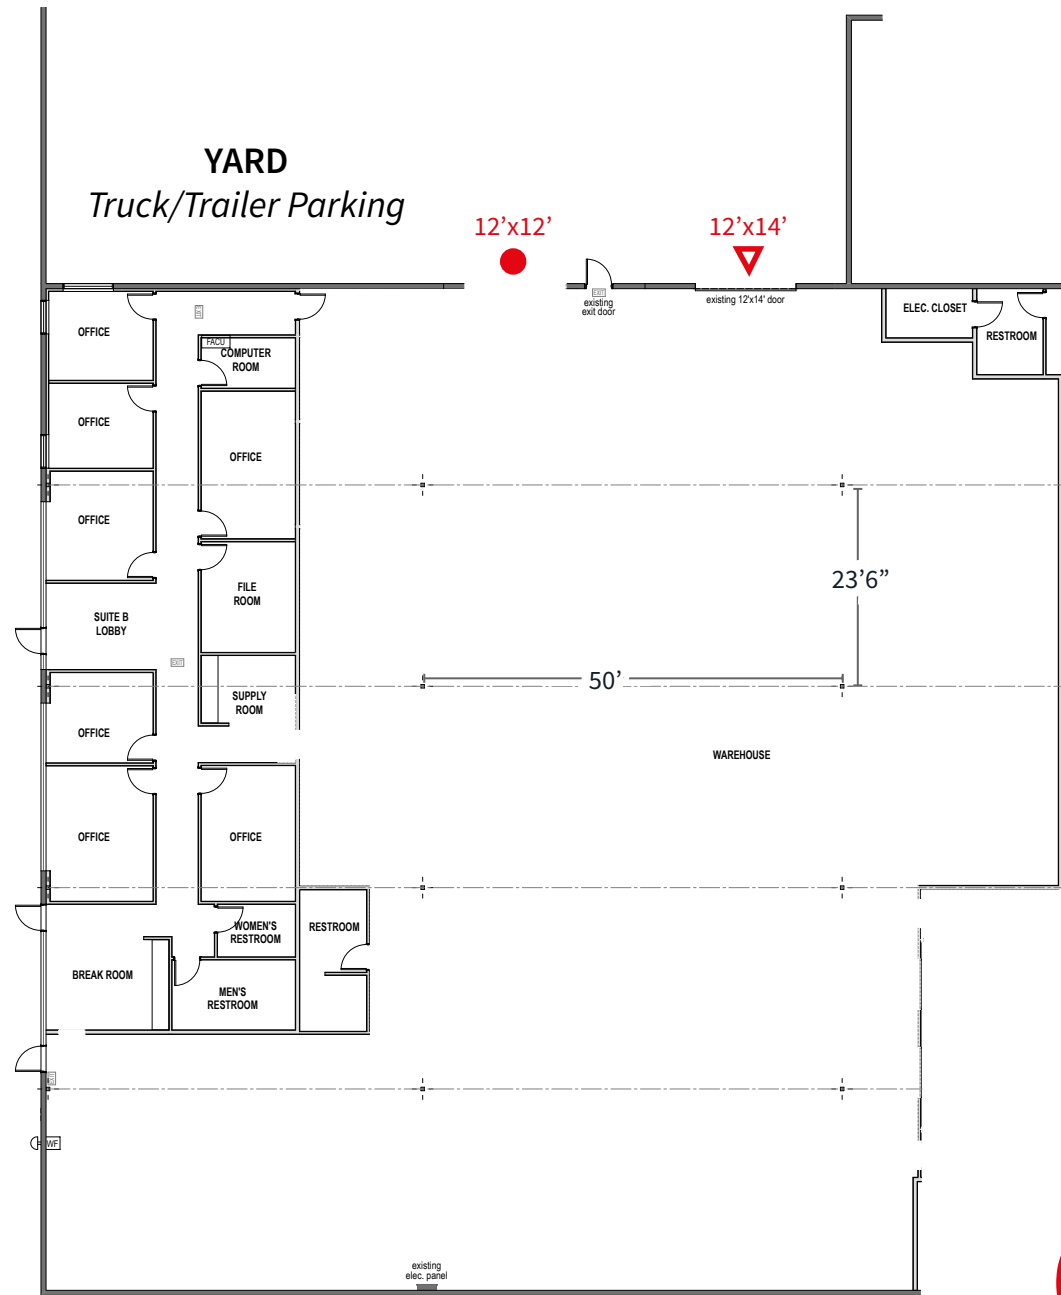 YARD
Truck/Trailer Parking
12’x12’
12’x14’
existing
exit door
EXIT
existing 12'x14' door
ELEC. CLOSET
RESTROOM
OFFICE
EXIT
FACU
COMPUTER
ROOM
OFFICE
OFFICE
OFFICE
FILE
ROOM
23’6”
SUITE B
LOBBY
EXIT
50’
SUPPLY
ROOM
OFFICE
WAREHOUSE
OFFICE
OFFICE
WOMEN'S
RESTROOM
RESTROOM
BREAK ROOM
MEN'S
RESTROOM
EXIT
WF
existing
elec. panel